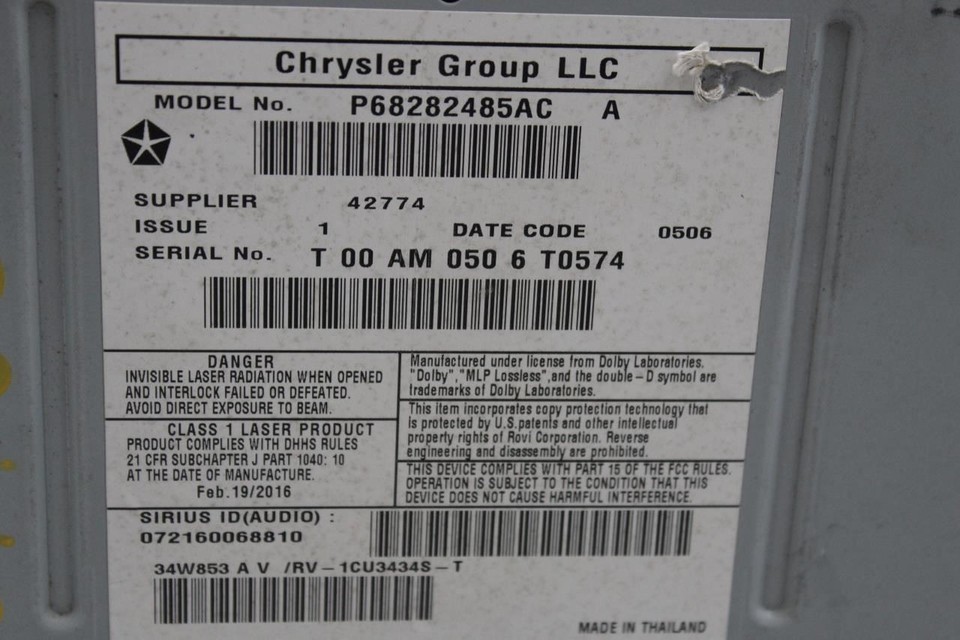 Chrysler Group LLC
MODEL No. P68282485AC A
SUPPLIER 42774
ISSUE 1 DATE CODE 0506
SERIAL No. T 00 AM 050 6 T0574
DANGER
INVISIBLE LASER RADIATION WHEN OPENED
AND INTERLOCK FAILED OR DEFEATED.
AVOID DIRECT EXPOSURE TO BEAM.
CLASS 1 LASER PRODUCT
PRODUCT COMPLIES WITH DHHS RULES
21 CFR SUBCHAPTER J PART 1040: 10
AT THE DATE OF MANUFACTURE.
Feb.19/2016
Manufactured under license from Dolby Laboratories.
"Dolby","MLP Lossless",and the double-D symbol are
trademarks of Dolby Laboratories.
This item incorporates copy protection technology that
is protected by U.S.patents and other intellectual
property rights of Rovi Corporation. Reverse
engineering and disassembly are prohibited.
THIS DEVICE COMPLIES WITH PART 15 OF THE FCC RULES.
OPERATION IS SUBJECT TO THE CONDITION THAT THIS
DEVICE DOES NOT CAUSE HARMFUL INTERFERENCE.
SIRIUS ID(AUDIO) :
072160068810
34W853 A V /RV-1CU3434S-T
MADE IN THAILAND